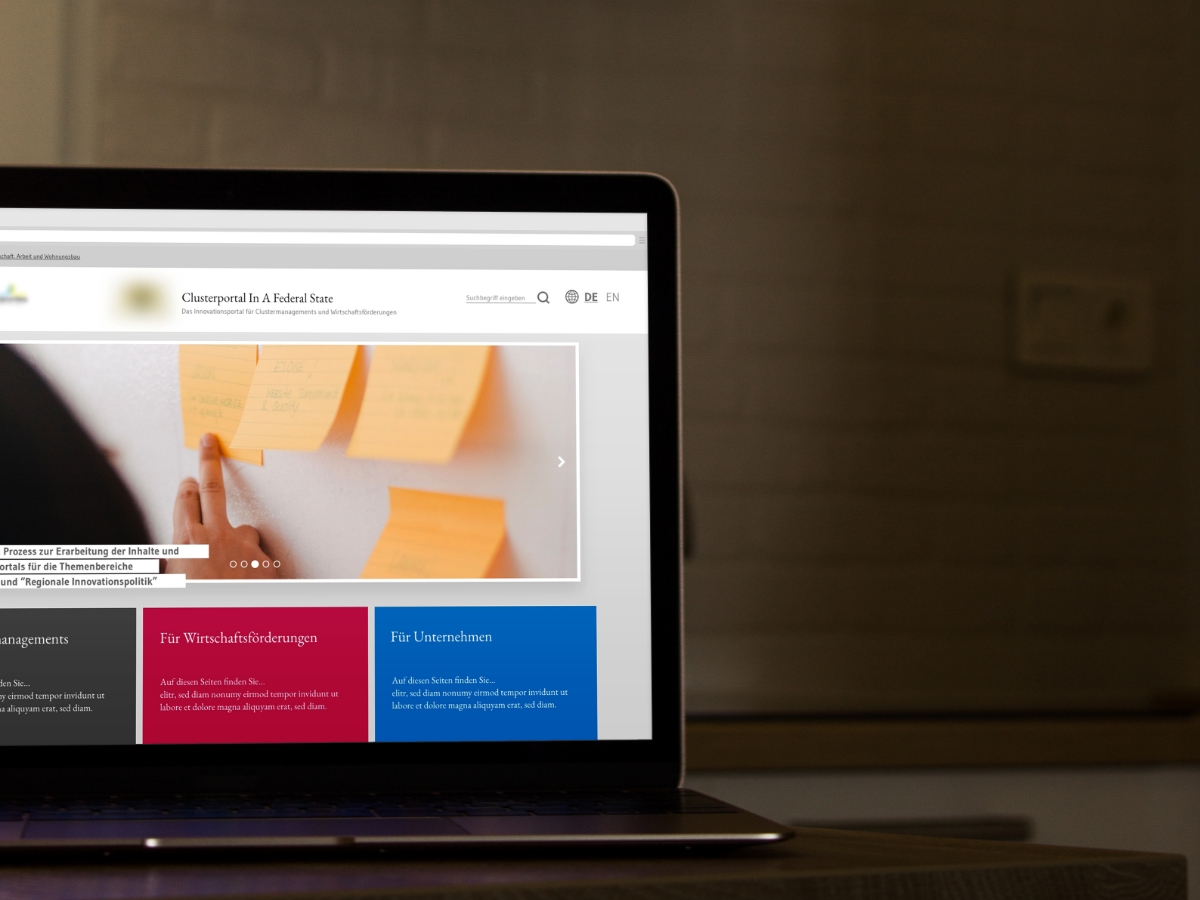 schaft, Arbeit und Wohnungsbau
Clusterportal In A Federal State
Das Innovationsportal für Clustermanagements und Wirtschaftsförderungen
Suchbegriff eingeben
DE EN
Prozess zur Erarbeitung der Inhalte und
ortals für die Themenbereiche
und “Regionale Innovationspolitik”
anagements
den Sie...
y eirmod tempor invidunt ut
a aliquyam erat, sed diam.
Für Wirtschaftsförderungen
Auf diesen Seiten finden Sie...
elitr, sed diam nonumy eirmod tempor invidunt ut
labore et dolore magna aliquyam erat, sed diam.
Für Unternehmen
Auf diesen Seiten finden Sie...
elitr, sed diam nonumy eirmod tempor invidunt ut
labore et dolore magna aliquyam erat, sed diam.